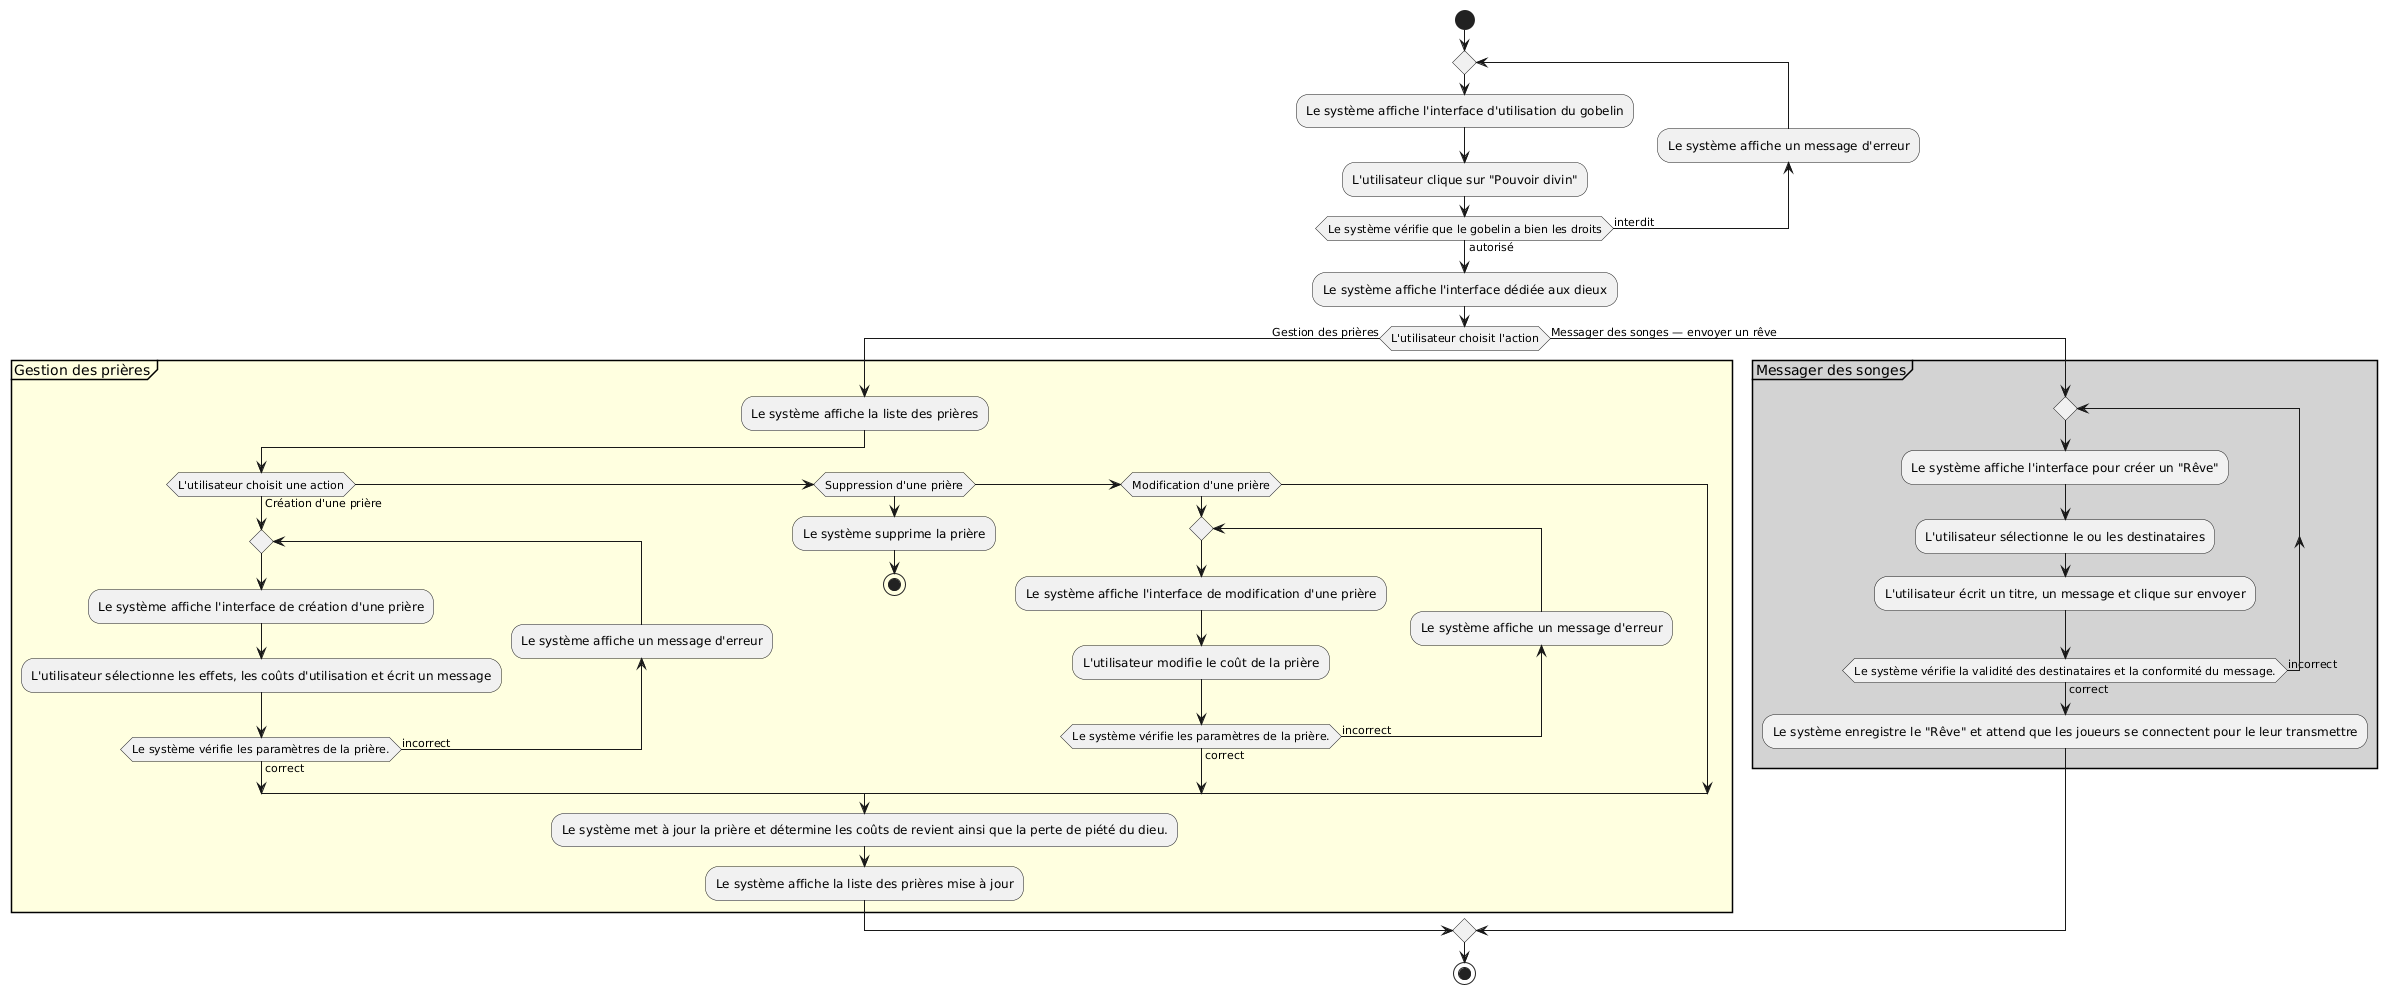 Le système affiche l'interface d'utilisation du gobelin
Le système affiche un message d'erreur
L'utilisateur clique sur "Pouvoir divin"
Le système vérifie que le gobelin a bien les droits
interdit
autorisé
Le système affiche l'interface dédiée aux dieux
Gestion des prières
L'utilisateur choisit l'action
Messager des songes — envoyer un rêve
Gestion des prières
Le système affiche la liste des prières
L'utilisateur choisit une action
Création d'une prière
Suppression d'une prière
Modification d'une prière
Le système affiche l'interface de création d'une prière
L'utilisateur sélectionne les effets, les coûts d'utilisation et écrit un message
Le système affiche un message d'erreur
Le système vérifie les paramètres de la prière.
incorrect
correct
Le système supprime la prière
Le système affiche l'interface de modification d'une prière
L'utilisateur modifie le coût de la prière
Le système affiche un message d'erreur
Le système vérifie les paramètres de la prière.
incorrect
correct
Le système met à jour la prière et détermine les coûts de revient ainsi que la perte de piété du dieu.
Le système affiche la liste des prières mise à jour
Messager des songes
Le système affiche l'interface pour créer un "Rêve"
L'utilisateur sélectionne le ou les destinataires
L'utilisateur écrit un titre, un message et clique sur envoyer
Le système vérifie la validité des destinataires et la conformité du message.
incorrect
correct
Le système enregistre le "Rêve" et attend que les joueurs se connectent pour le leur transmettre